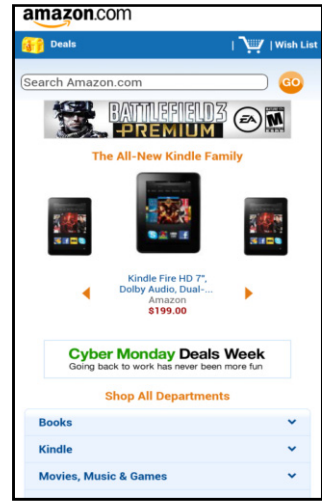 amazon.com
Deals
| | Wish List
Search Amazon.com
GO
BATTLEFIELD 3
PREMIUM
EA
M
The All-New Kindle Family
Kindle Fire HD 7",
Dolby Audio, Dual-...
Amazon
$199.00
Cyber Monday Deals Week
Going back to work has never been more fun
Shop All Departments
Books
Kindle
Movies, Music & Games